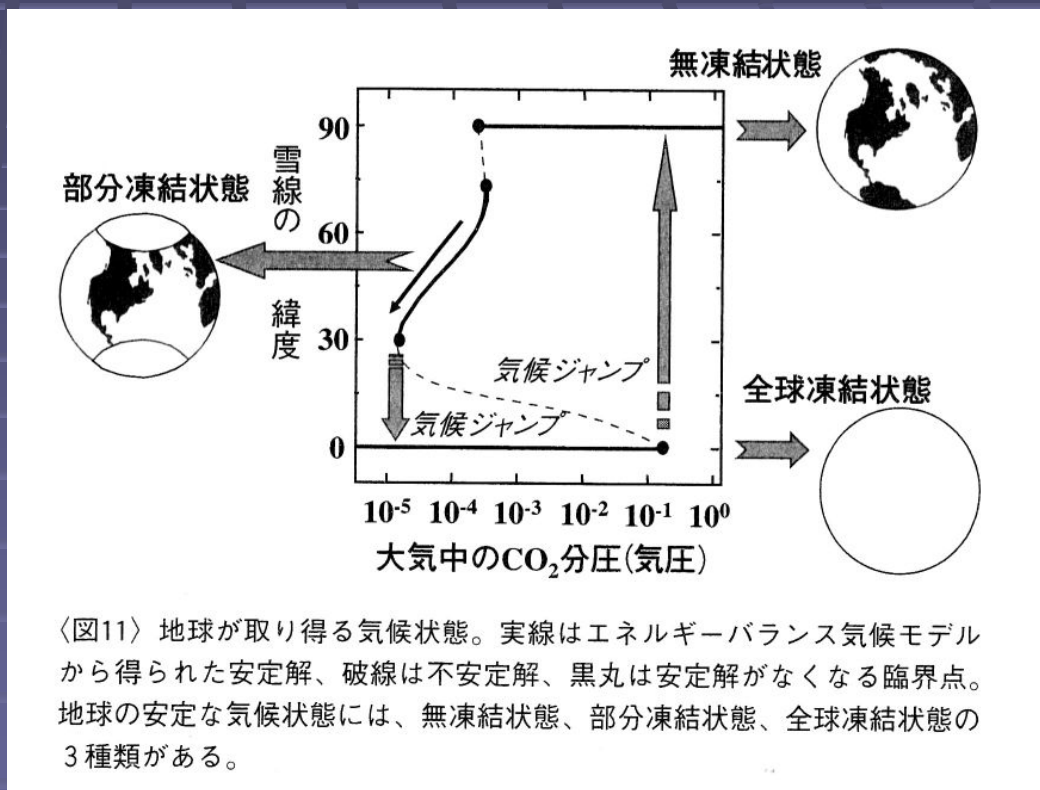 無凍結状態
部分凍結状態
雪線の緯度
90
60
30
0
気候ジャンプ
気候ジャンプ
全球凍結状態
10⁻⁵ 10⁻⁴ 10⁻³ 10⁻² 10⁻¹ 10⁰
大気中のCO₂分圧(気圧)
〈図11〉地球が取り得る気候状態。実線はエネルギーバランス気候モデル
から得られた安定解、破線は不安定解、黒丸は安定解がなくなる臨界点。
地球の安定な気候状態には、無凍結状態、部分凍結状態、全球凍結状態の
3種類がある。